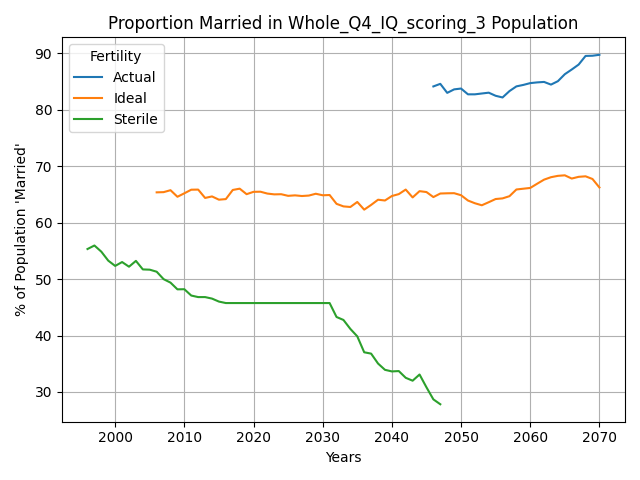 Proportion Married in Whole_Q4_IQ_scoring_3 Population
% of Population 'Married'
Fertility
Actual
Ideal
Sterile
90
80
70
60
50
40
30
2000 2010 2020 2030 2040 2050 2060 2070
Years